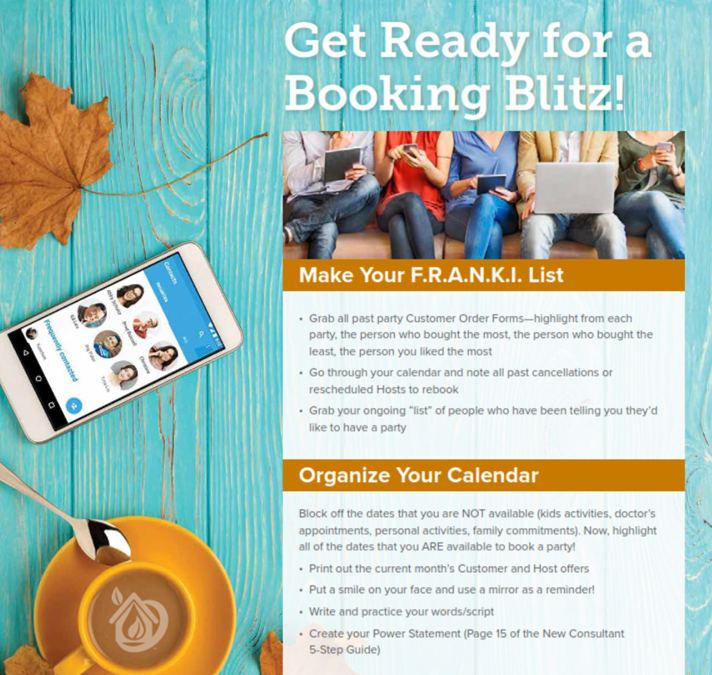 Get Ready for a
Booking Blitz!
Make Your F.R.A.N.K.I. List
• Grab all past party Customer Order Forms—highlight from each
party, the person who bought the most, the person who bought the
least, the person you liked the most
• Go through your calendar and note all past cancellations or
rescheduled Hosts to rebook
• Grab your ongoing "list" of people who have been telling you they'd
like to have a party
Organize Your Calendar
Block off the dates that you are NOT available (kids activities, doctor's
appointments, personal activities, family commitments). Now, highlight
all of the dates that you ARE available to book a party!
• Print out the current month's Customer and Host offers
• Put a smile on your face and use a mirror as a reminder!
• Write and practice your words/script
• Create your Power Statement (Page 15 of the New Consultant
5-Step Guide)
Contacts
Frequently contacted